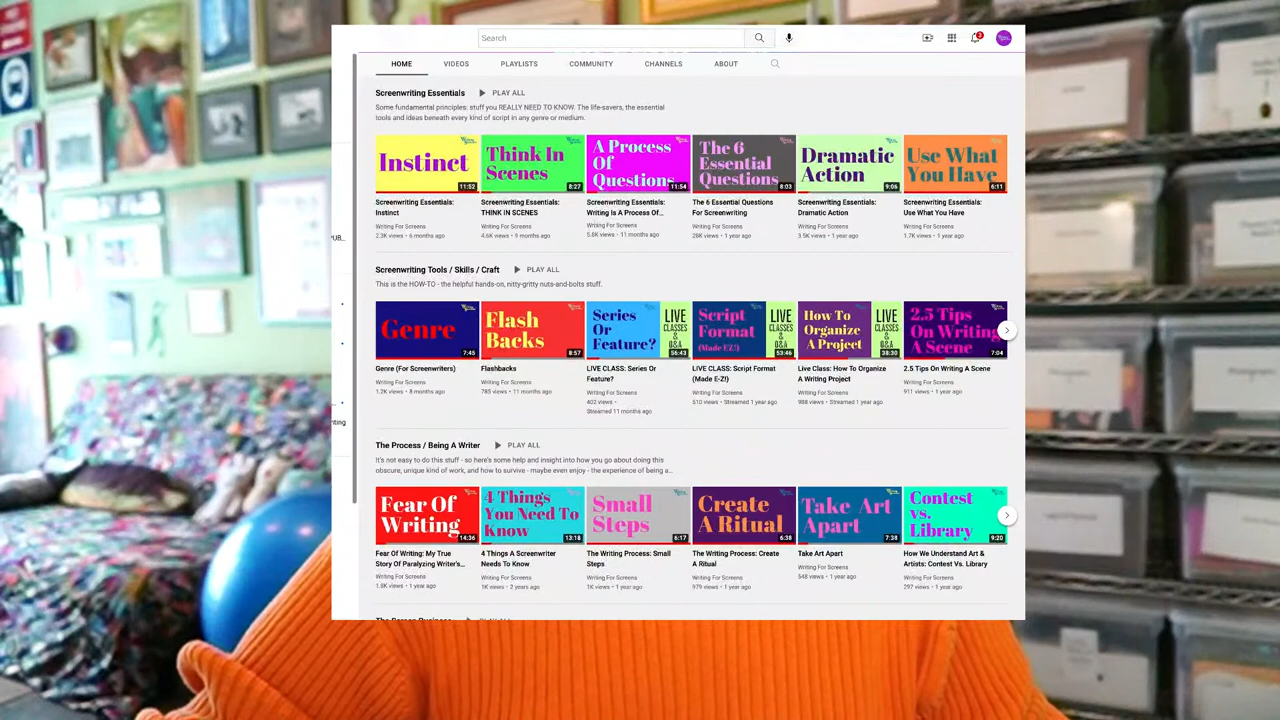 Search
3
HOME VIDEOS PLAYLISTS COMMUNITY CHANNELS ABOUT
Screenwriting Essentials PLAY ALL
Some fundamental principles: stuff you REALLY NEED TO KNOW. The life-savers, the essential
tools and ideas beneath every kind of script in any genre or medium.
Instinct
11:52
Think In
Scenes
8:27
A Process
Of
Questions
11:54
The 6
Essential
Questions
8:03
Dramatic
Action
9:06
Use What
You Have
6:11
Screenwriting Essentials:
Instinct
Writing For Screens
2.3K views • 6 months ago
Screenwriting Essentials:
THINK IN SCENES
Writing For Screens
4.6K views • 9 months ago
Screenwriting Essentials:
Writing Is A Process Of...
Writing For Screens
5.8K views • 11 months ago
The 6 Essential Questions
For Screenwriting
Writing For Screens
28K views • 1 year ago
Screenwriting Essentials:
Dramatic Action
Writing For Screens
3.5K views • 1 year ago
Screenwriting Essentials:
Use What You Have
Writing For Screens
1.7K views • 1 year ago
PUB...
Screenwriting Tools / Skills / Craft PLAY ALL
This is the HOW-TO - the helpful hands-on, nitty-gritty nuts-and-bolts stuff.
Genre
7:45
Flash
Backs
8:57
Series
Or
Feature?
LIVE
CLASSES
& Q&A
56:43
Script
Format
(Made EZ!)
LIVE
CLASSES
& Q&A
53:46
How To
Organize
A Project
LIVE
CLASSES
& Q&A
38:30
2.5 Tips
On Writing
A Scene
7:04
Genre (For Screenwriters)
Writing For Screens
1.2K views • 8 months ago
Flashbacks
Writing For Screens
785 views • 11 months ago
LIVE CLASS: Series Or
Feature?
Writing For Screens
402 views •
Streamed 11 months ago
LIVE CLASS: Script Format
(Made E-Z!)
Writing For Screens
510 views • Streamed 1 year ago
Live Class: How To Organize
A Writing Project
Writing For Screens
988 views • Streamed 1 year ago
2.5 Tips On Writing A Scene
Writing For Screens
911 views • 1 year ago
The Process / Being A Writer PLAY ALL
It's not easy to do this stuff - so here's some help and insight into how you go about doing this
obscure, unique kind of work, and how to survive - maybe even enjoy - the experience of being a...
Fear Of
Writing
14:36
4 Things
You Need To
Know
13:18
Small
Steps
6:17
Create
A Ritual
6:38
Take Art
Apart
7:38
Contest
vs.
Library
9:20
Fear Of Writing: My True
Story Of Paralyzing Writer's...
Writing For Screens
1.8K views • 1 year ago
4 Things A Screenwriter
Needs To Know
Writing For Screens
1K views • 2 years ago
The Writing Process: Small
Steps
Writing For Screens
1K views • 1 year ago
The Writing Process: Create
A Ritual
Writing For Screens
979 views • 1 year ago
Take Art Apart
Writing For Screens
548 views • 1 year ago
How We Understand Art &
Artists: Contest Vs. Library
Writing For Screens
297 views • 1 year ago